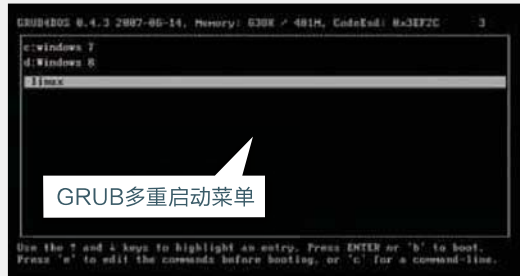 GRUB4DOS 0.4.3 2007-06-14, Memory: 638K / 481M, CodeEnd: 0x3EF2C 3
c:windows 7
d:Windows 8
linux
GRUB多重启动菜单
Use the ↑ and ↓ keys to highlight an entry. Press ENTER or 'b' to boot.
Press 'e' to edit the commands before booting, or 'c' for a command-line.